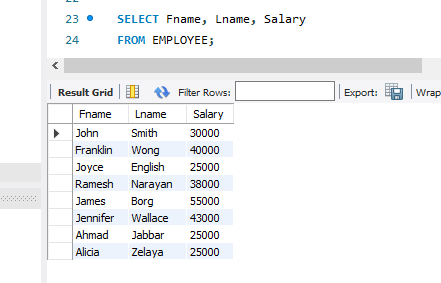 23 SELECT Fname, Lname, Salary
24 FROM EMPLOYEE;
Result Grid Filter Rows: Export: Wrap
Fname Lname Salary
John Smith 30000
Franklin Wong 40000
Joyce English 25000
Ramesh Narayan 38000
James Borg 55000
Jennifer Wallace 43000
Ahmad Jabbar 25000
Alicia Zelaya 25000